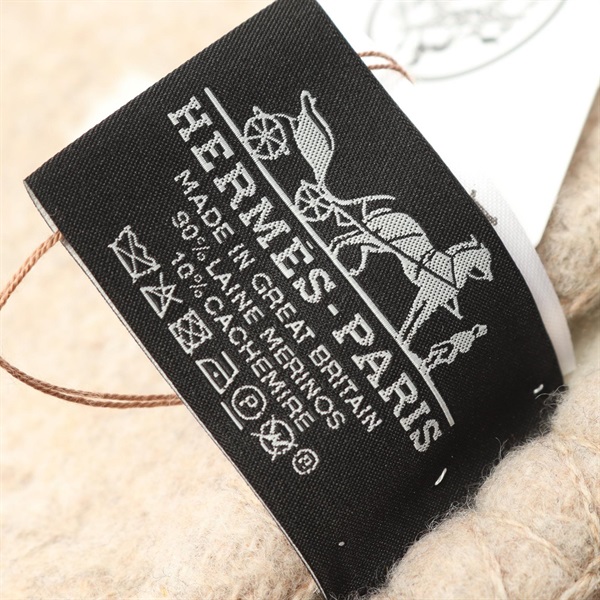 HERMÈS-PARIS
MADE IN GREAT BRITAIN
90% LAINE MERINOS
10% CACHEMIRE
P